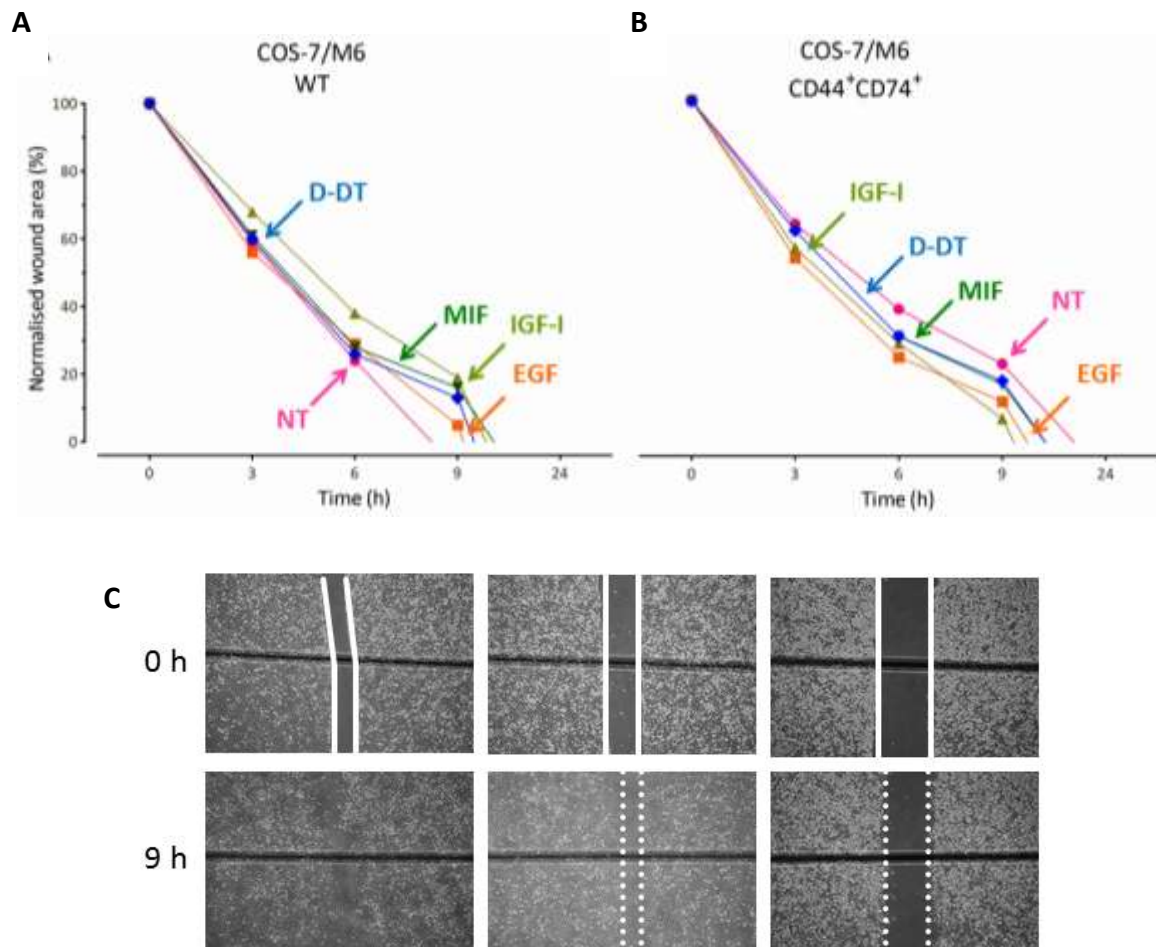 A
COS-7/M6
WT
100
80
60
40
20
0
Normalised wound area (%)
D-DT
MIF
IGF-I
EGF
NT
0 3 6 9 24
Time (h)
B
COS-7/M6
CD44⁺CD74⁺
IGF-I
D-DT
MIF
NT
EGF
0 3 6 9 24
Time (h)
C
0 h
9 h